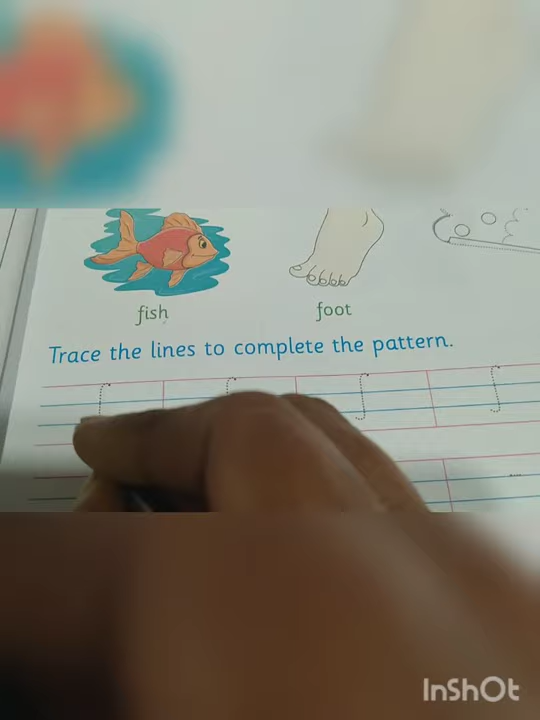 fish
foot
Trace the lines to complete the pattern.
InShOt